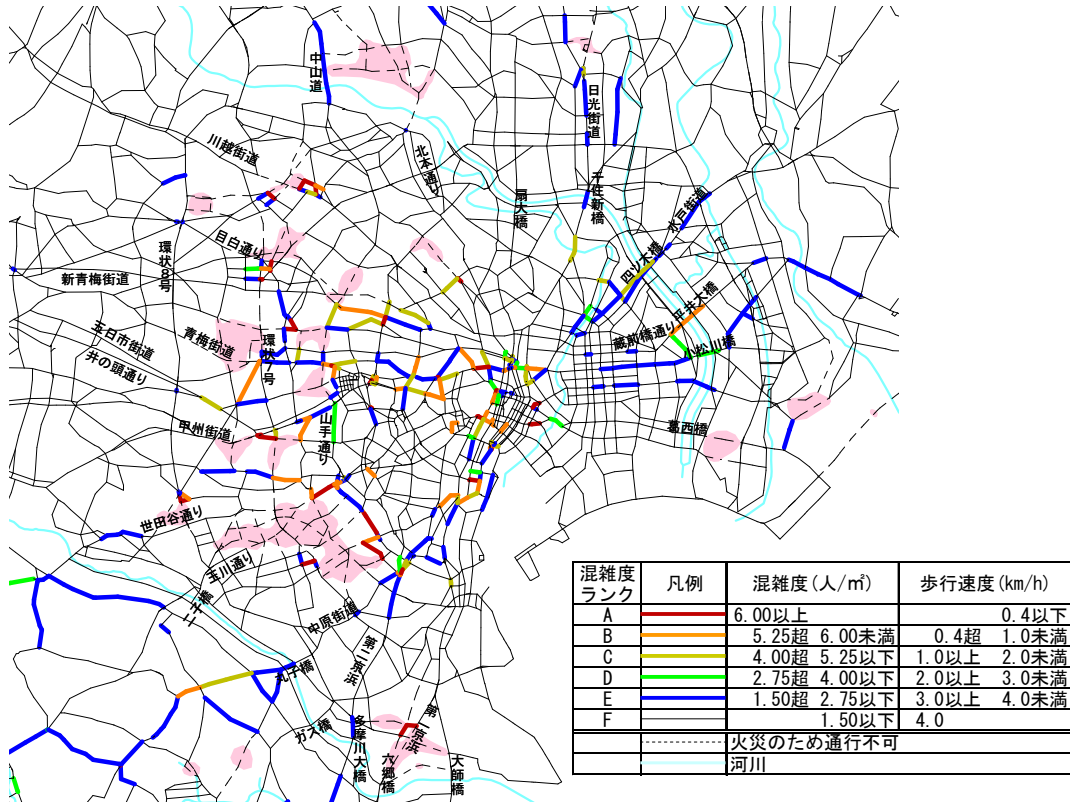 中山道
日光街道
川越街道
北本通り
扇大橋
千住新橋
水戸街道
目白通り
環状8号
四ツ木橋
新青梅街道
平井大橋
蔵前橋通り
小松川橋
五日市街道
青梅街道
環状7号
井の頭通り
甲州街道
山手通り
葛西橋
世田谷通り
玉川通り
二子橋
中原街道
第二京浜
丸子橋
ガス橋
多摩川大橋
六郷橋
第一京浜
大師橋
混雑度ランク 凡例 混雑度(人/㎡) 歩行速度(km/h)
A 6.00以上 0.4以下
B 5.25超 6.00未満 0.4超 1.0未満
C 4.00超 5.25以下 1.0以上 2.0未満
D 2.75超 4.00以下 2.0以上 3.0未満
E 1.50超 2.75以下 3.0以上 4.0未満
F 1.50以下 4.0
火災のため通行不可
河川